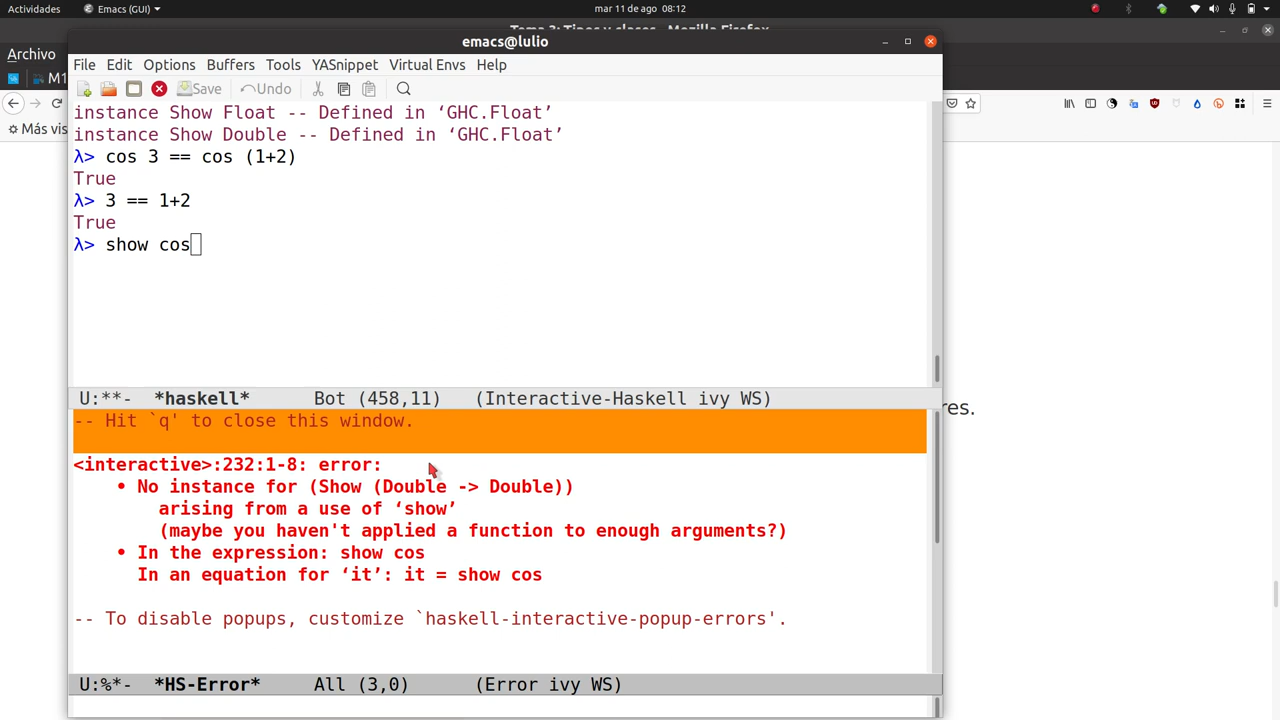 Actividades
Emacs (GUI)
mar 11 de ago 08:12
emacs@lulio
Archivo
File Edit Options Buffers Tools YASnippet Virtual Envs Help
M1
Save Undo
Más vis
instance Show Float -- Defined in ‘GHC.Float’
instance Show Double -- Defined in ‘GHC.Float’
λ> cos 3 == cos (1+2)
True
λ> 3 == 1+2
True
λ> show cos
U:**- *haskell* Bot (458,11) (Interactive-Haskell ivy WS)
res.
-- Hit `q' to close this window.
<interactive>:232:1-8: error:
• No instance for (Show (Double -> Double))
arising from a use of ‘show’
(maybe you haven't applied a function to enough arguments?)
• In the expression: show cos
In an equation for ‘it’: it = show cos
-- To disable popups, customize `haskell-interactive-popup-errors'.
U:%*- *HS-Error* All (3,0) (Error ivy WS)